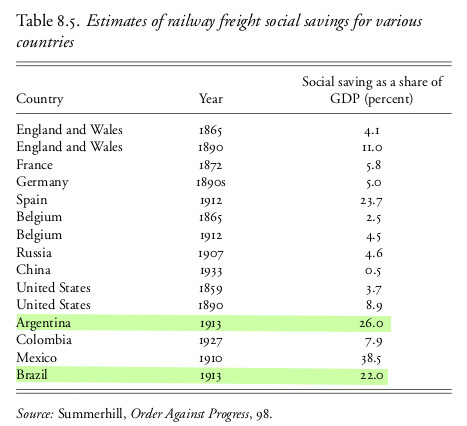 Table 8.5. Estimates of railway freight social savings for various
countries
Social saving as a share of
Country Year GDP (percent)
England and Wales 1865 4.1
England and Wales 1890 11.0
France 1872 5.8
Germany 1890s 5.0
Spain 1912 23.7
Belgium 1865 2.5
Belgium 1912 4.5
Russia 1907 4.6
China 1933 0.5
United States 1859 3.7
United States 1890 8.9
Argentina 1913 26.0
Colombia 1927 7.9
Mexico 1910 38.5
Brazil 1913 22.0
Source: Summerhill, Order Against Progress, 98.